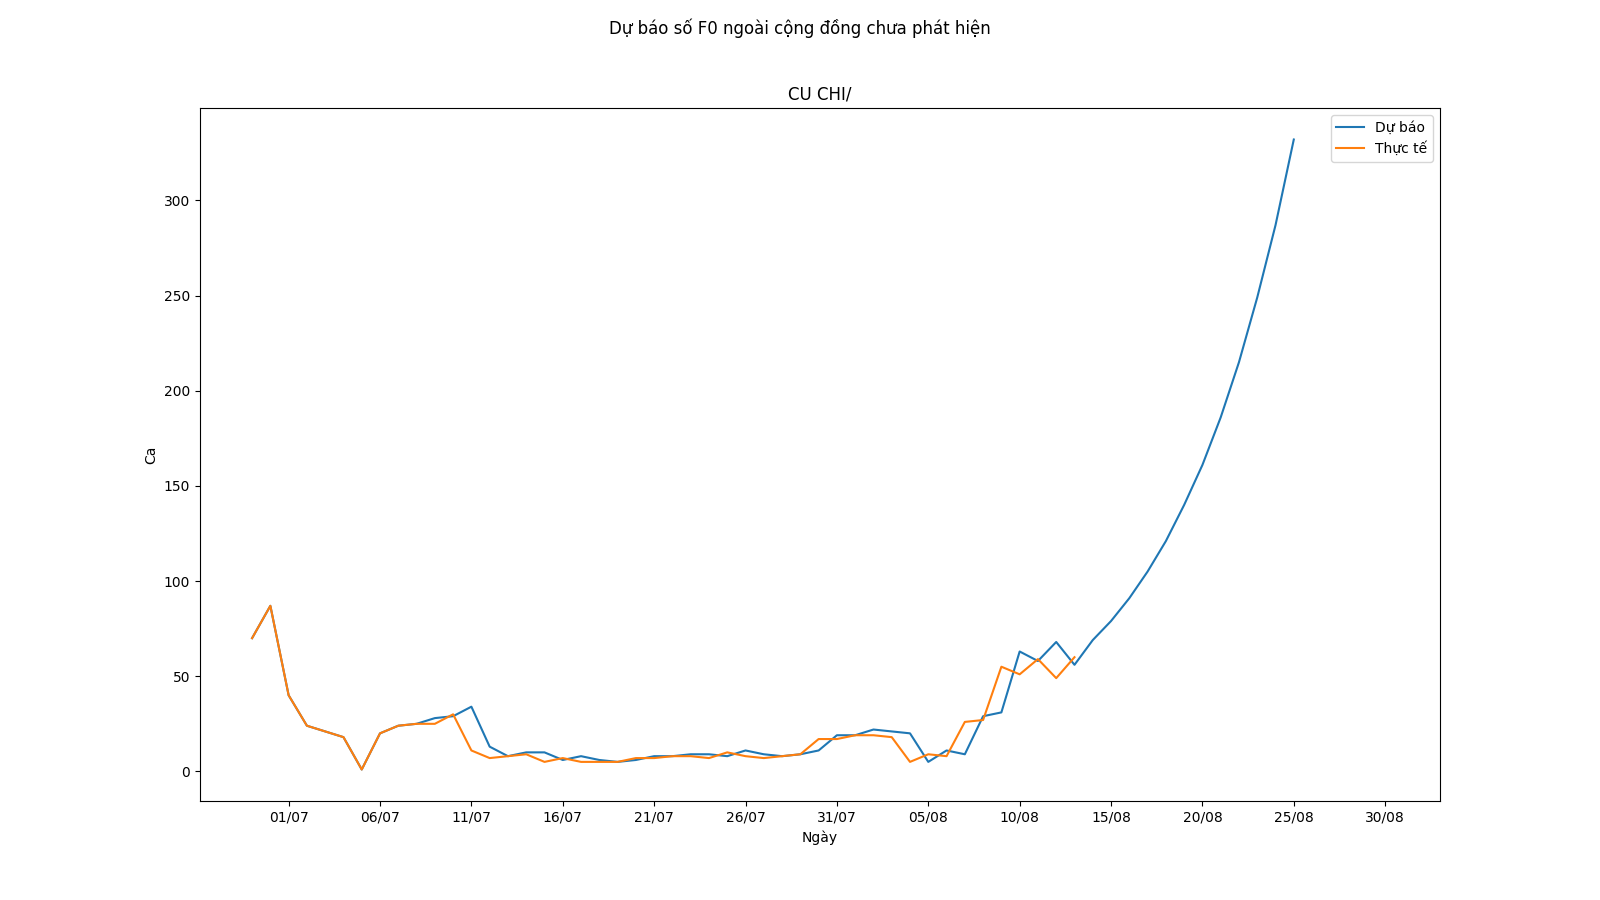 Dự báo số F0 ngoài cộng đồng chưa phát hiện
CU CHI/
Dự báo
Thực tế
300
250
200
150
100
50
0
Ca
01/07 06/07 11/07 16/07 21/07 26/07 31/07 05/08 10/08 15/08 20/08 25/08 30/08
Ngày